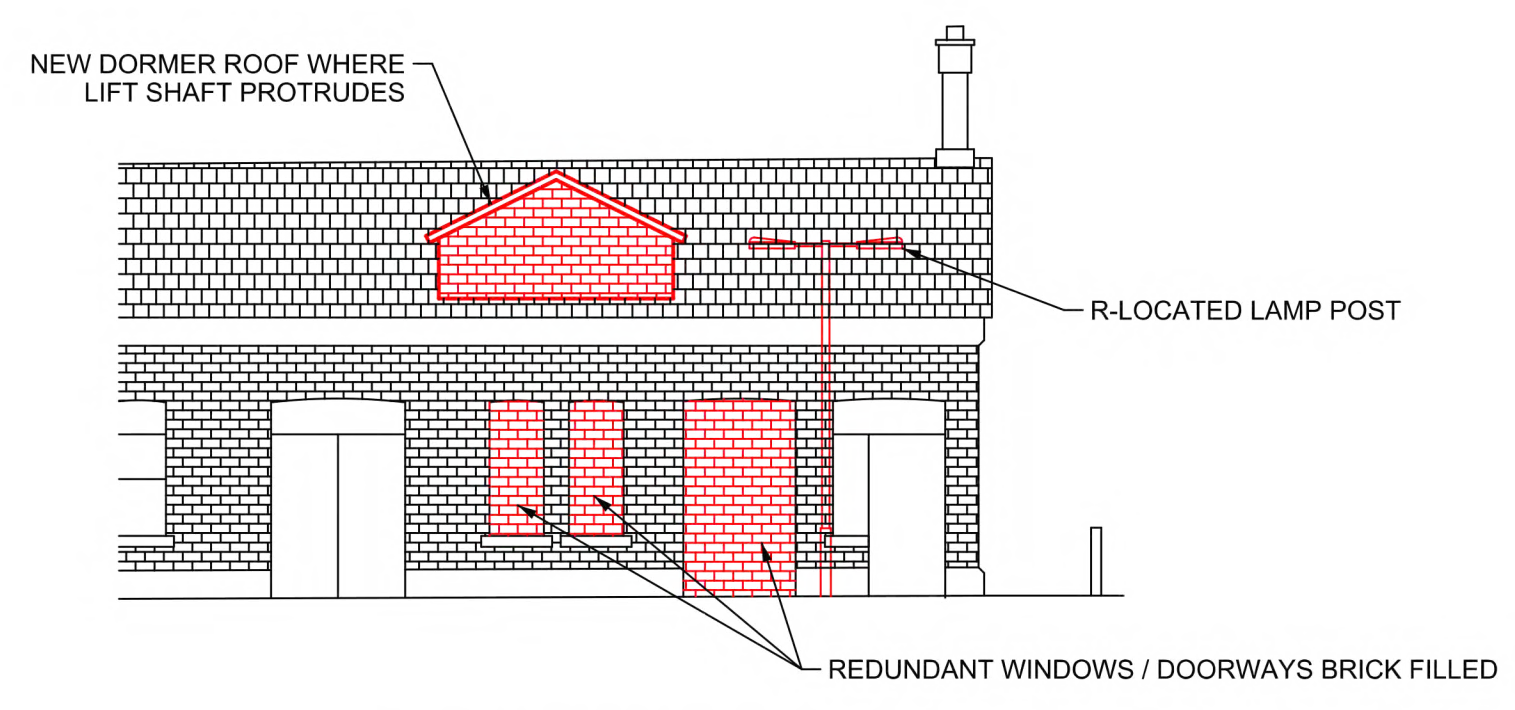 NEW DORMER ROOF WHERE
LIFT SHAFT PROTRUDES
R-LOCATED LAMP POST
REDUNDANT WINDOWS / DOORWAYS BRICK FILLED